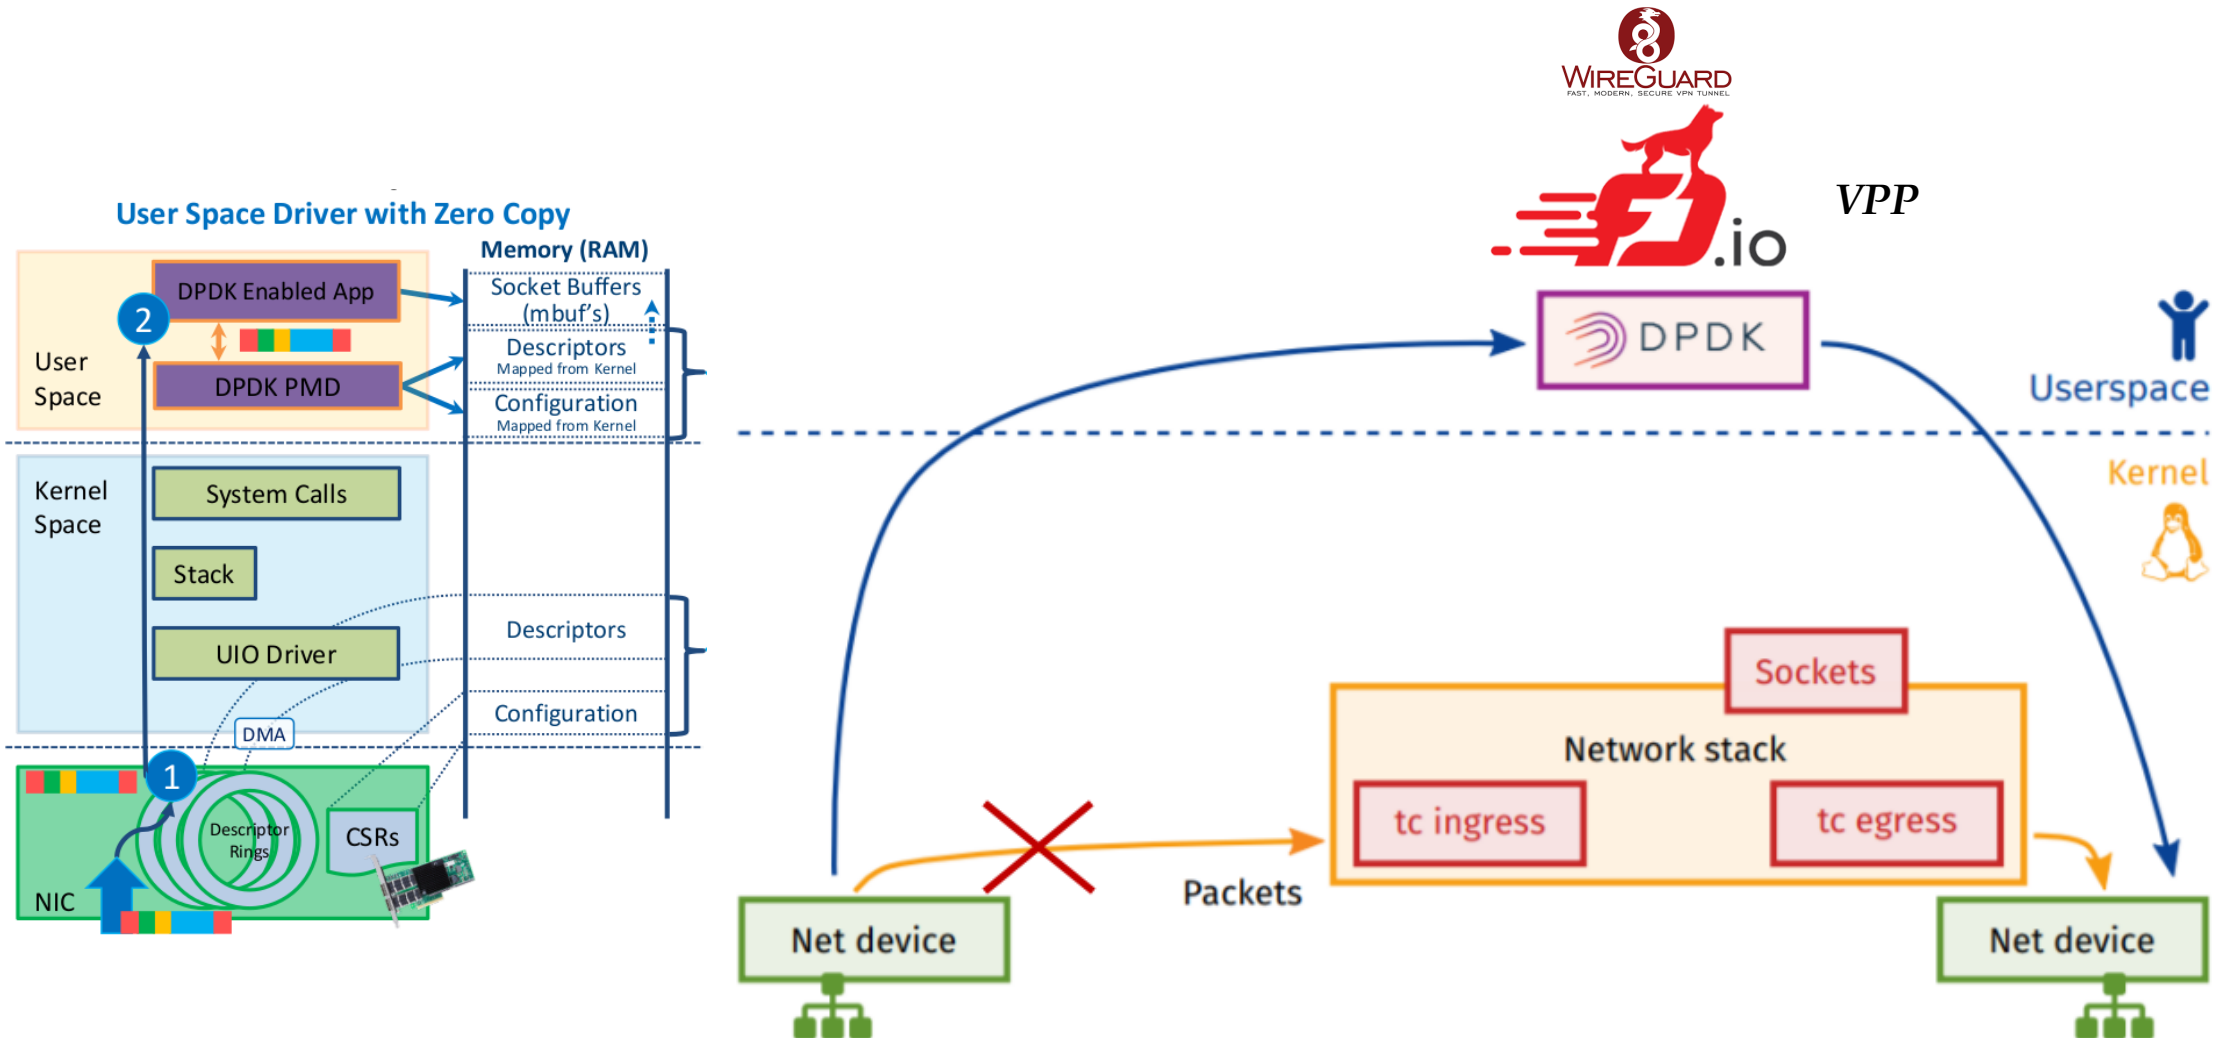 User Space Driver with Zero Copy
Memory (RAM)
DPDK Enabled App
2
User
Space
DPDK PMD
Socket Buffers
(mbuf's)
Descriptors
Mapped from Kernel
Configuration
Mapped from Kernel
Kernel
Space
System Calls
Stack
UIO Driver
Descriptors
Configuration
DMA
1
Descriptor
Rings
CSRs
NIC
WIREGUARD
FAST, MODERN, SECURE VPN TUNNEL
FD.io
VPP
DPDK
Userspace
Kernel
Sockets
Network stack
tc ingress
tc egress
Packets
Net device
Net device